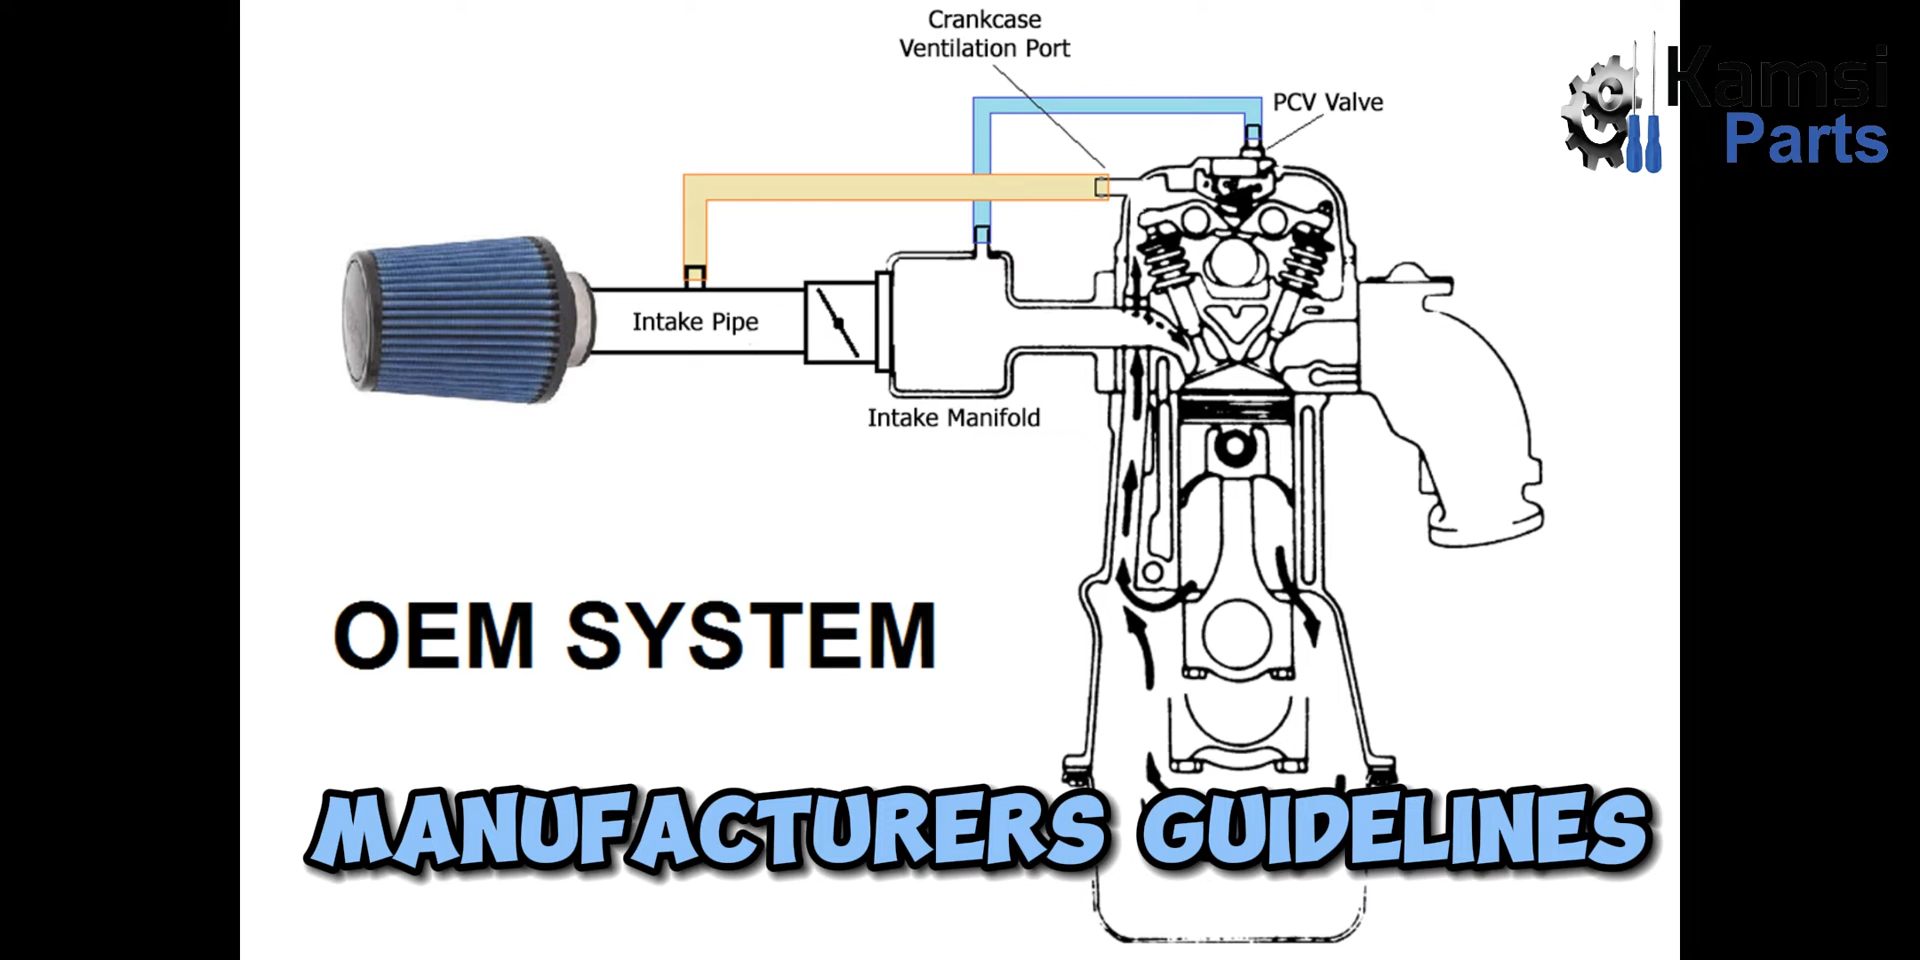 Crankcase
Ventilation Port
PCV Valve
Kamsi
Parts
Intake Pipe
Intake Manifold
OEM SYSTEM
MANUFACTURERS GUIDELINES